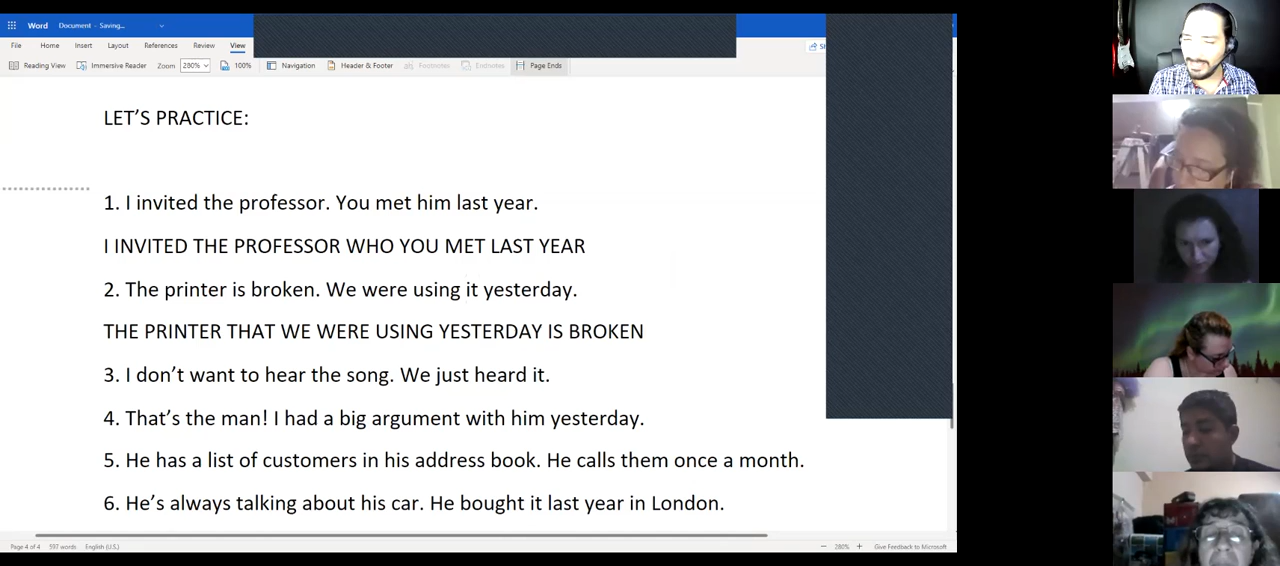 Word Document - Saving...
File Home Insert Layout References Review View
Reading View Immersive Reader Zoom 280% 100% Navigation Header & Footer Footnotes Endnotes Page Ends
LET'S PRACTICE:
1. I invited the professor. You met him last year.
I INVITED THE PROFESSOR WHO YOU MET LAST YEAR
2. The printer is broken. We were using it yesterday.
THE PRINTER THAT WE WERE USING YESTERDAY IS BROKEN
3. I don't want to hear the song. We just heard it.
4. That's the man! I had a big argument with him yesterday.
5. He has a list of customers in his address book. He calls them once a month.
6. He's always talking about his car. He bought it last year in London.
Page 4 of 4 597 words English (U.S.) − 280% + Give Feedback to Microsoft